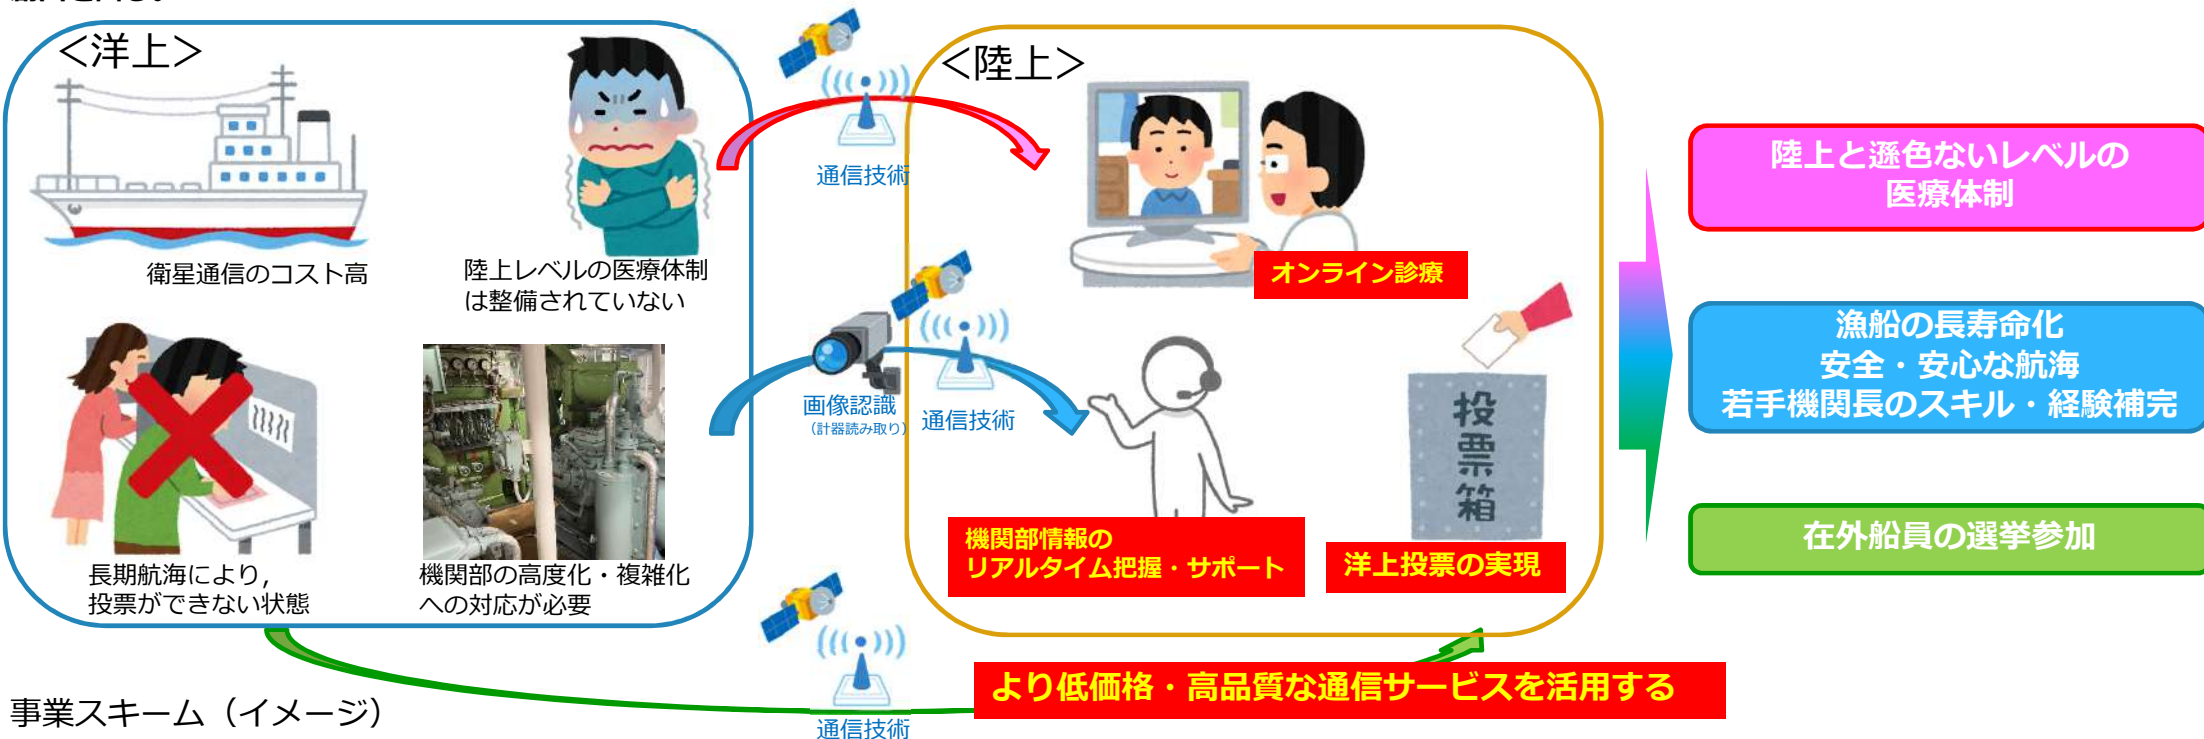 ＜洋上＞
衛星通信のコスト高
陸上レベルの医療体制
は整備されていない
長期航海により,
投票ができない状態
機関部の高度化・複雑化
への対応が必要
通信技術
画像認識
（計器読み取り）
通信技術
通信技術
＜陸上＞
オンライン診療
投票箱
機関部情報の
リアルタイム把握・サポート
洋上投票の実現
より低価格・高品質な通信サービスを活用する
陸上と遜色ないレベルの
医療体制
漁船の長寿命化
安全・安心な航海
若手機関長のスキル・経験補完
在外船員の選挙参加
事業スキーム（イメージ）